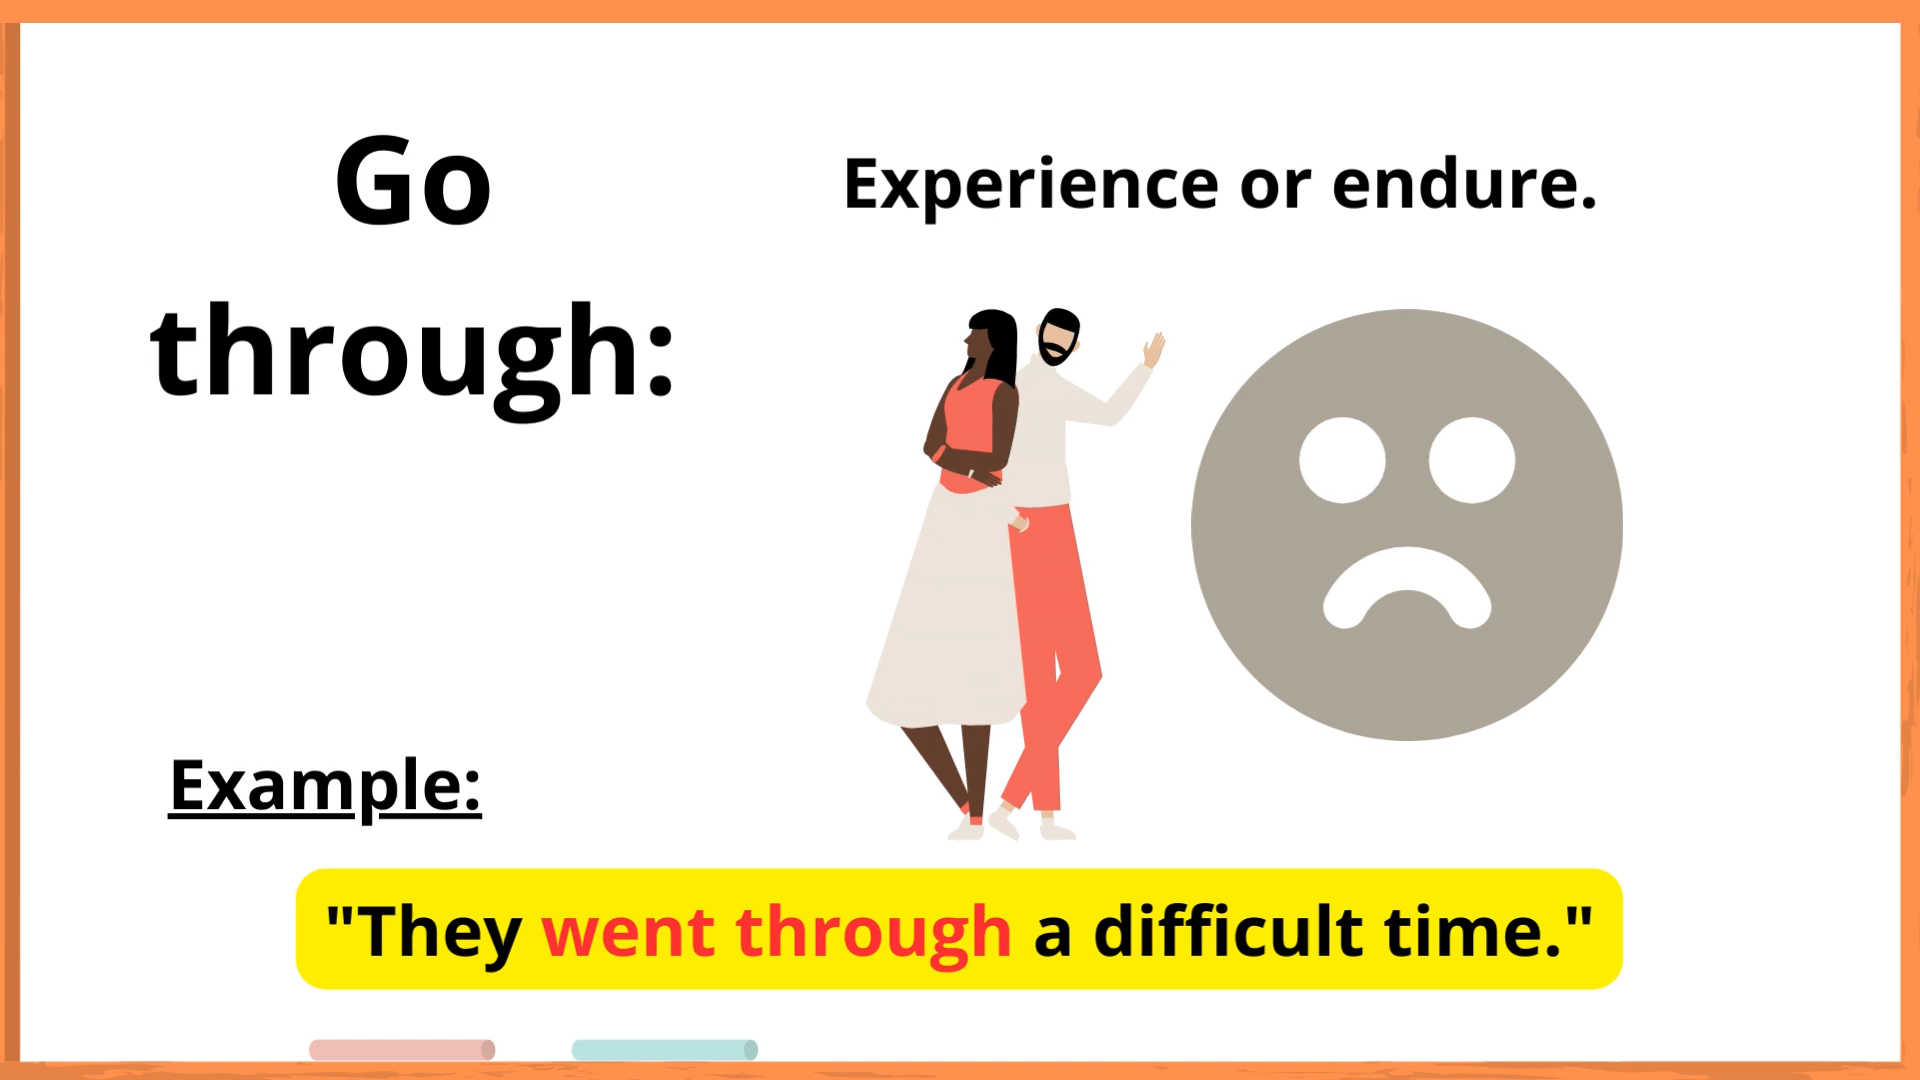 Go
through:
Experience or endure.
Example:
"They went through a difficult time."